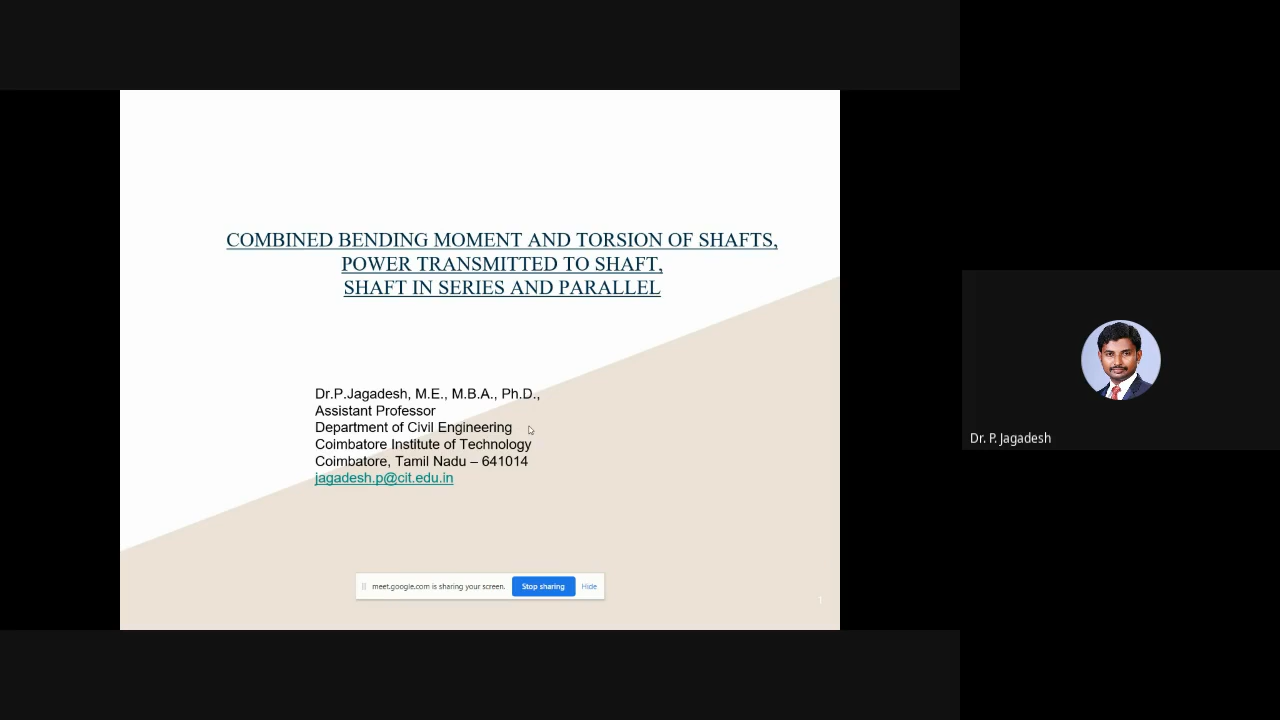 COMBINED BENDING MOMENT AND TORSION OF SHAFTS,
POWER TRANSMITTED TO SHAFT,
SHAFT IN SERIES AND PARALLEL
Dr.P.Jagadesh, M.E., M.B.A., Ph.D.,
Assistant Professor
Department of Civil Engineering
Coimbatore Institute of Technology
Coimbatore, Tamil Nadu – 641014
jagadesh.p@cit.edu.in
Dr. P. Jagadesh
meet.google.com is sharing your screen. Stop sharing Hide
1